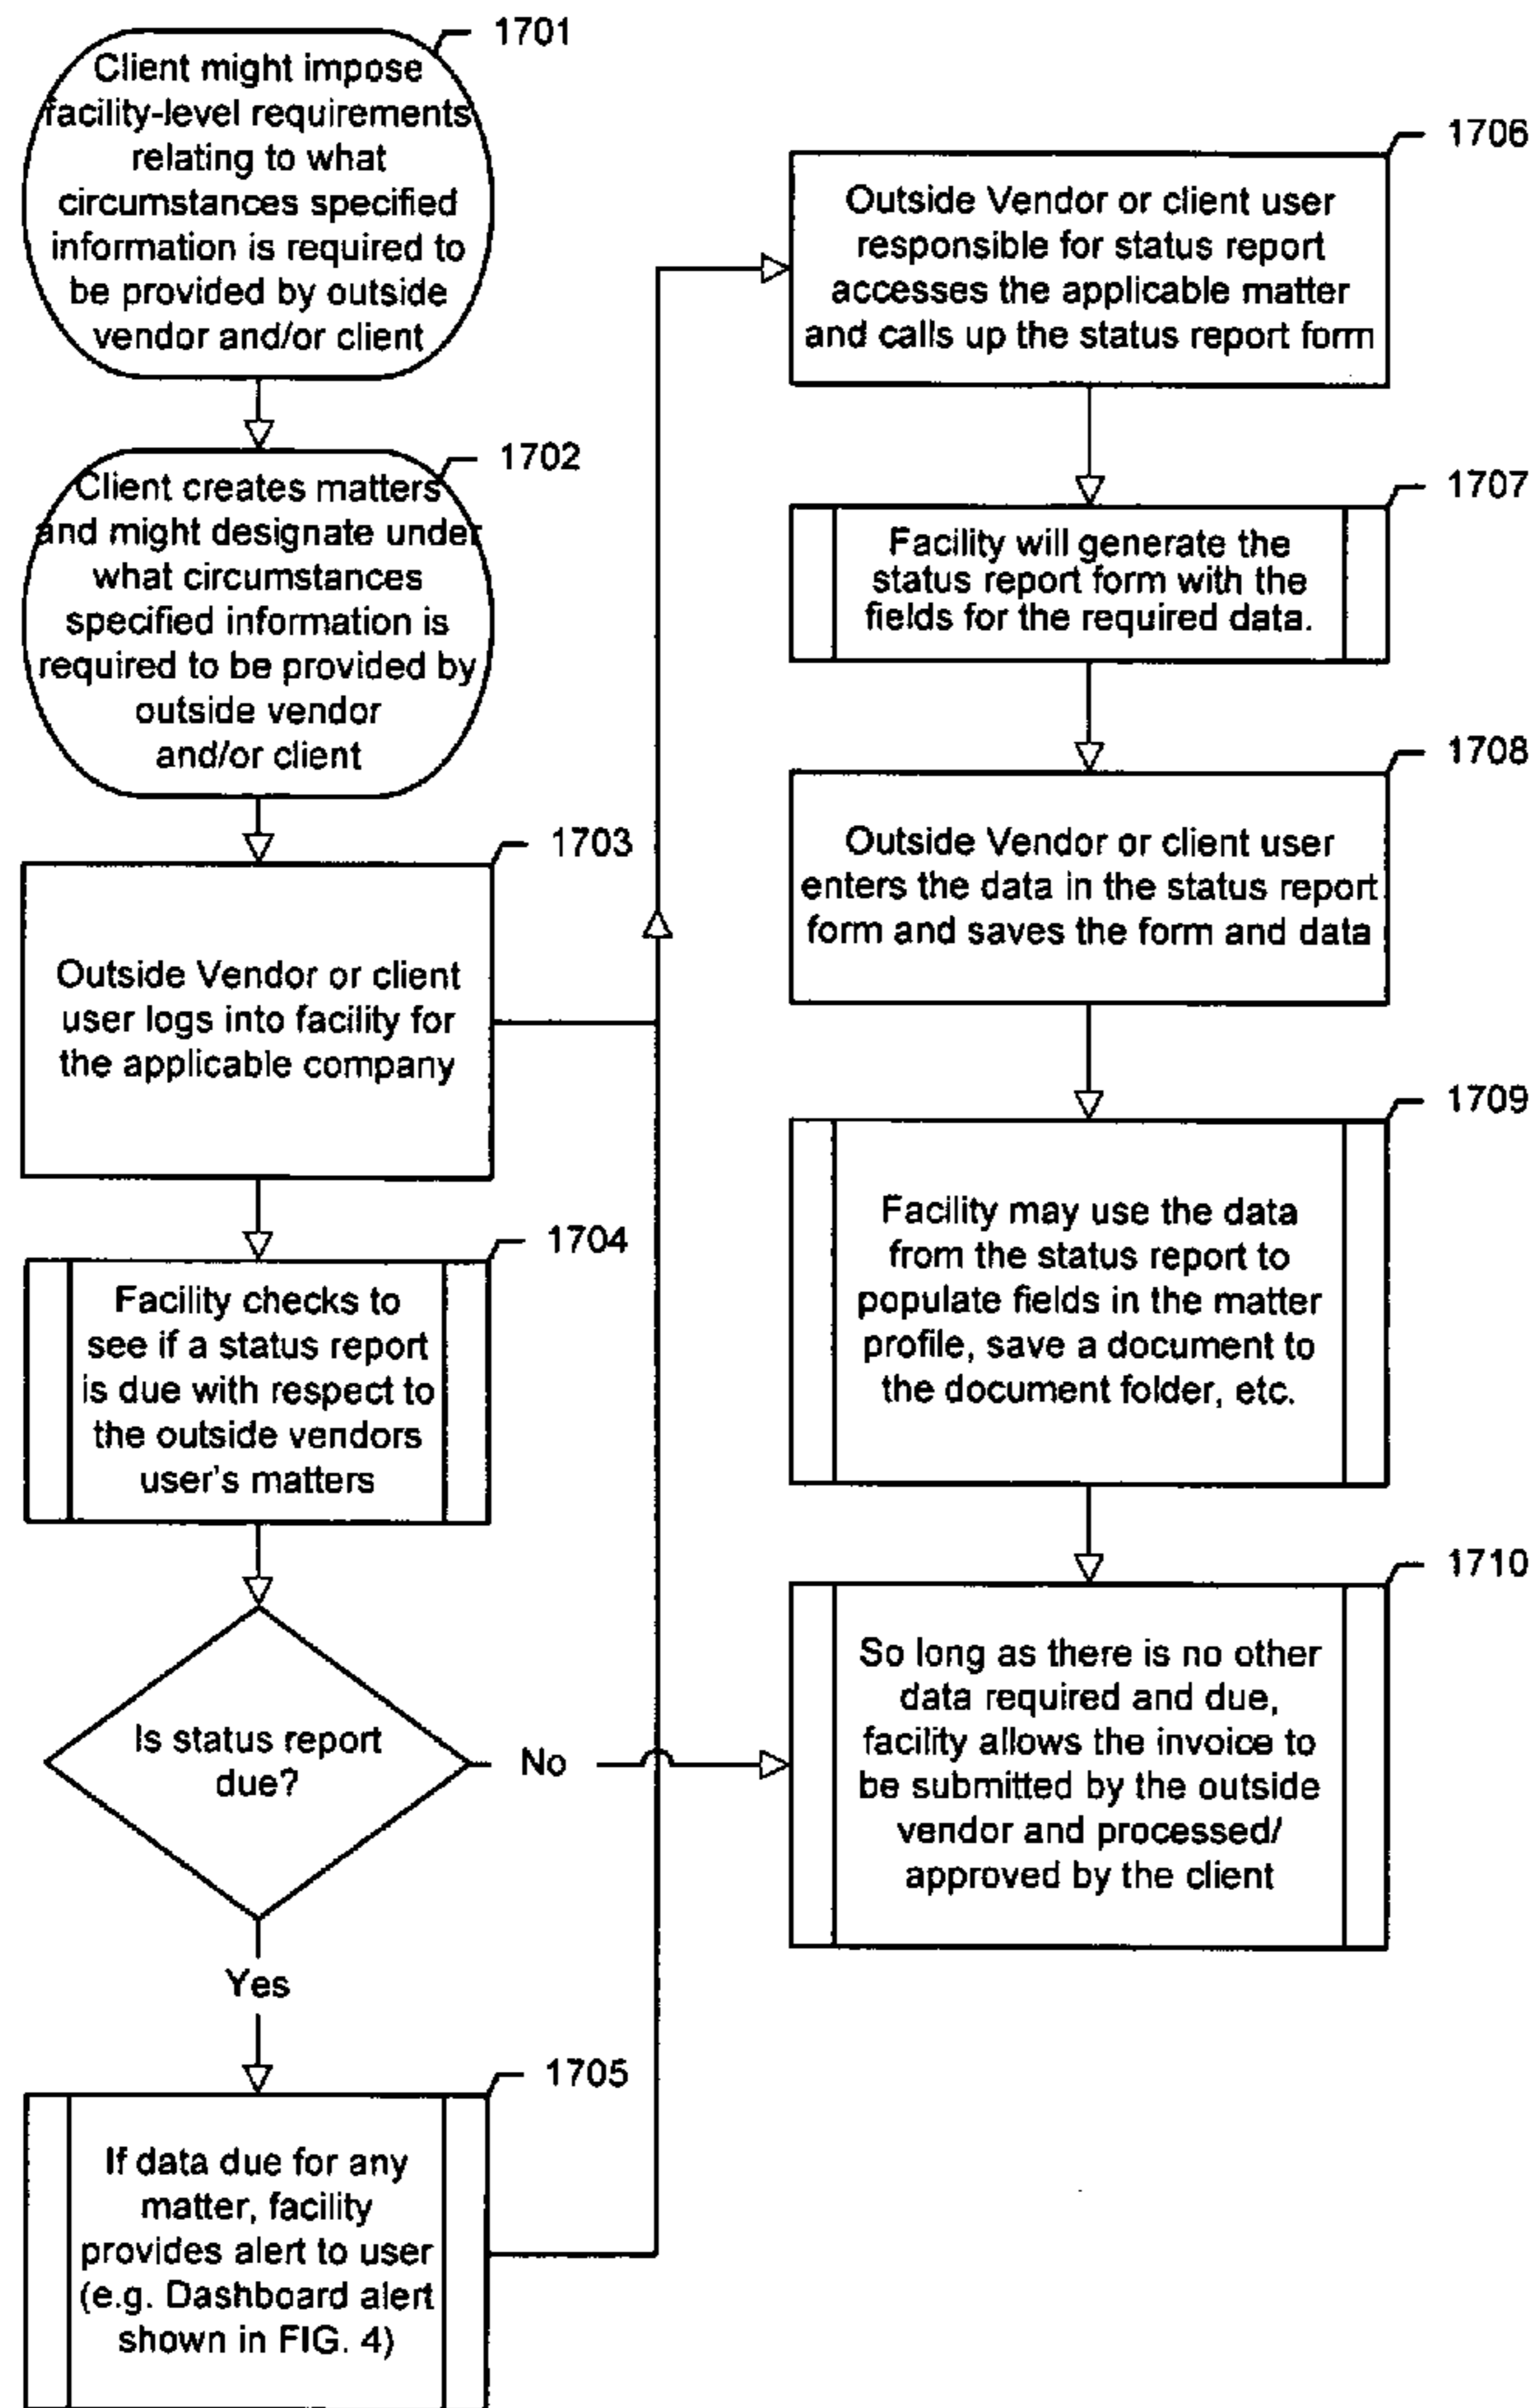 1701
Client might impose
facility-level requirements
relating to what
circumstances specified
information is required to
be provided by outside
vendor and/or client
1702
Client creates matters
and might designate under
what circumstances
specified information is
required to be provided by
outside vendor
and/or client
1703
Outside Vendor or client
user logs into facility for
the applicable company
1704
Facility checks to
see if a status report
is due with respect to
the outside vendors
user's matters
Is status report
due?
No
Yes
1705
If data due for any
matter, facility
provides alert to user
(e.g. Dashboard alert
shown in FIG. 4)
1706
Outside Vendor or client user
responsible for status report
accesses the applicable matter
and calls up the status report form
1707
Facility will generate the
status report form with the
fields for the required data.
1708
Outside Vendor or client user
enters the data in the status report
form and saves the form and data
1709
Facility may use the data
from the status report to
populate fields in the matter
profile, save a document to
the document folder, etc.
1710
So long as there is no other
data required and due,
facility allows the invoice to
be submitted by the outside
vendor and processed/
approved by the client